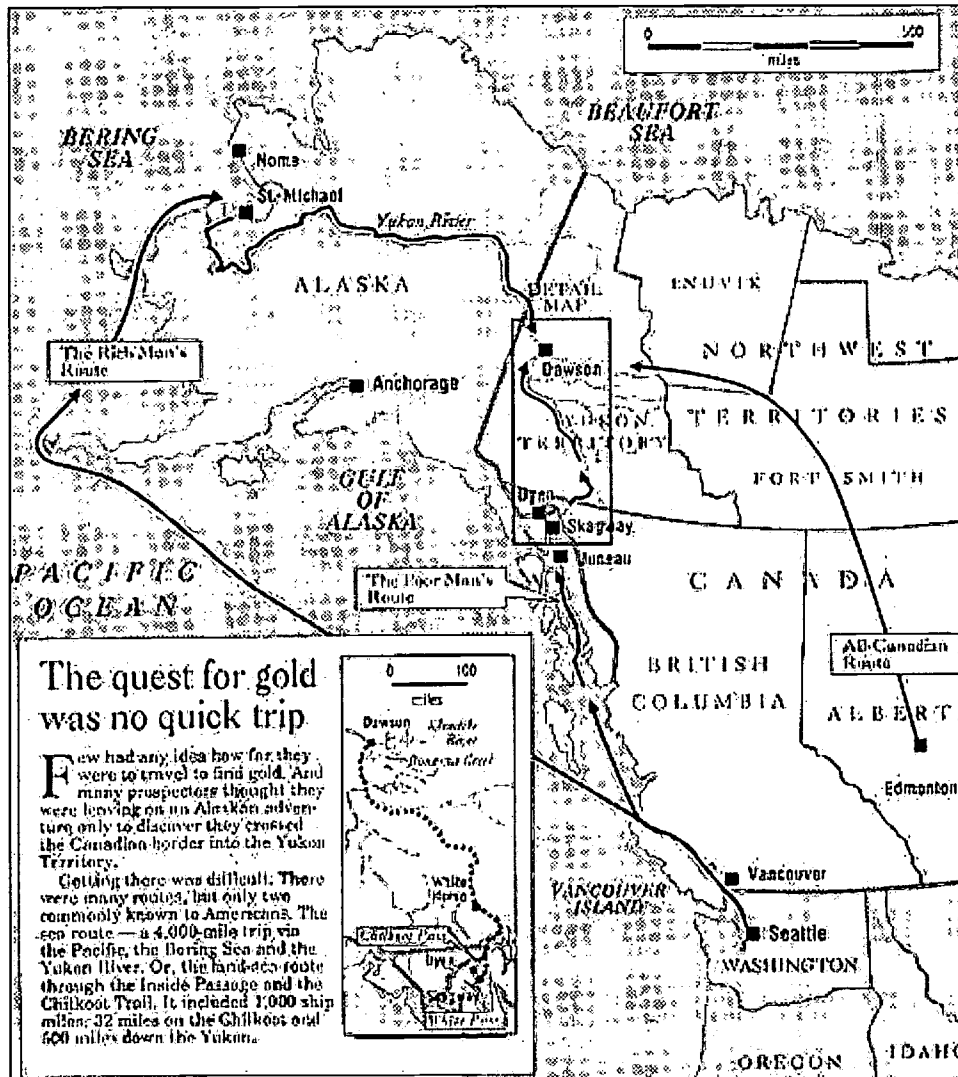 0 500
miles
BEAUFORT
SEA
BERING
SEA
Nome
St. Michael
Yukon River
ALASKA
DETAIL
MAP
INUVIK
The Rich Man's
Route
NORTHWEST
Dawson
Anchorage
YUKON
TERRITORY
TERRITORIES
FORT SMITH
GULF
OF
ALASKA
Dyea
Skagway
Juneau
PACIFIC
OCEAN
The Poor Man's
Route
CANADA
All-Canadian
Route
BRITISH
COLUMBIA
ALBERT
Edmonton
The quest for gold
was no quick trip
Few had any idea how far they
were to travel to find gold. And
many prospectors thought they
were leaving on an Alaskan adven-
ture only to discover they crossed
the Canadian border into the Yukon
Territory.
Getting there was difficult: There
were many routes, but only two
commonly known to Americans. The
sea route — a 4,000-mile trip via
the Pacific, the Bering Sea and the
Yukon River. Or, the land-sea route
through the Inside Passage and the
Chilkoot Trail. It included 1,000 ship
miles; 32 miles on the Chilkoot and
600 miles down the Yukon.
0 100
miles
Dawson
Klondike
River
Bonanza Creek
White
Horse
Chilkoot Pass
Dyea
Skagway
White Pass
VANCOUVER
ISLAND
Vancouver
Seattle
WASHINGTON
OREGON
IDAHO